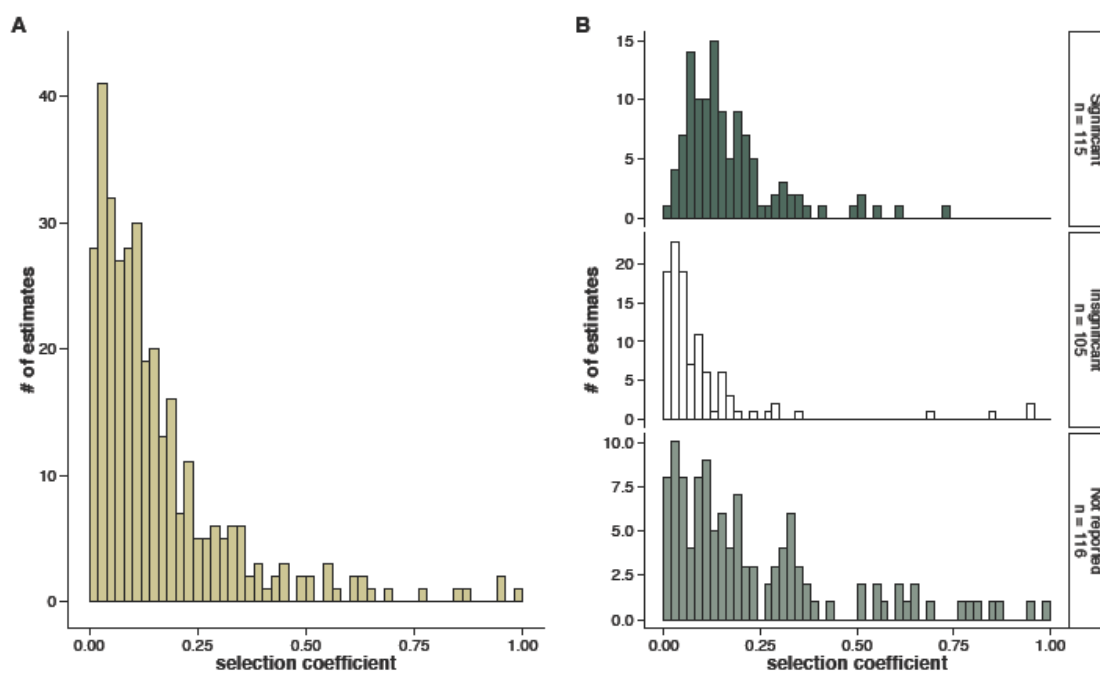 A
# of estimates
40
30
20
10
0
0.00 0.25 0.50 0.75 1.00
selection coefficient
B
# of estimates
15
10
5
0
Significant
n = 115
20
15
10
5
0
Insignificant
n = 105
10.0
7.5
5.0
2.5
0.0
Not reported
n = 116
0.00 0.25 0.50 0.75 1.00
selection coefficient